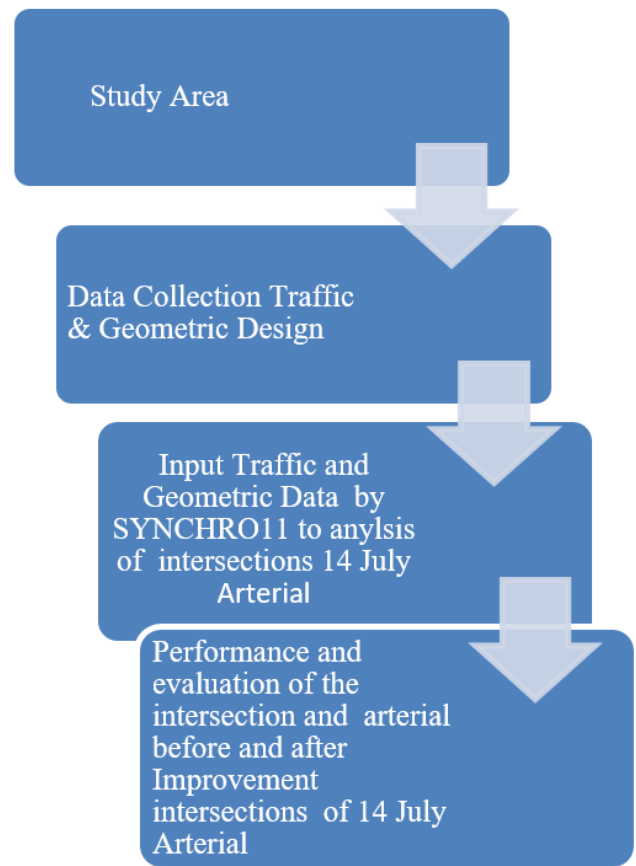 Study Area
Data Collection Traffic
& Geometric Design
Input Traffic and
Geometric Data by
SYNCHRO11 to anylsis
of intersections 14 July
Arterial
Performance and
evaluation of the
intersection and arterial
before and after
Improvement
intersections of 14 July
Arterial